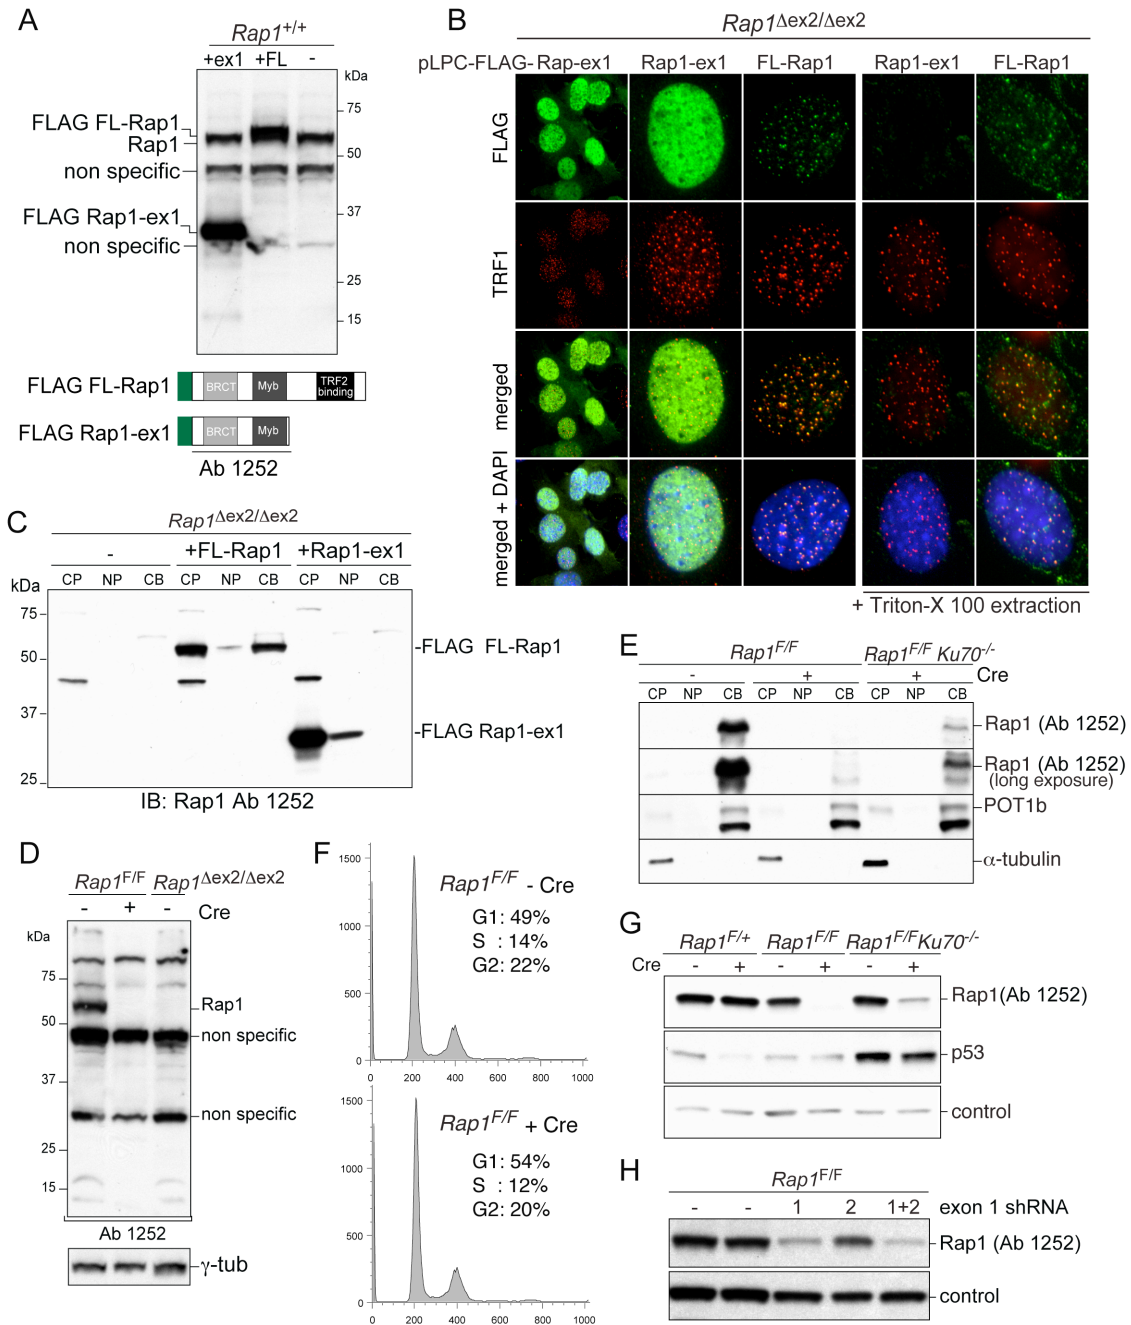 A
Rap1+/+
+ex1 +FL -
kDa
75
FLAG FL-Rap1
Rap1
50
non specific
37
FLAG Rap1-ex1
non specific
25
15
FLAG FL-Rap1 BRCT Myb TRF2 binding
FLAG Rap1-ex1 BRCT Myb
Ab 1252
B
Rap1Δex2/Δex2
pLPC-FLAG-Rap-ex1 Rap1-ex1 FL-Rap1 Rap1-ex1 FL-Rap1
FLAG
TRF1
merged
merged + DAPI
+ Triton-X 100 extraction
C
Rap1Δex2/Δex2
- +FL-Rap1 +Rap1-ex1
kDa CP NP CB CP NP CB CP NP CB
75
50
37
25
-FLAG FL-Rap1
-FLAG Rap1-ex1
IB: Rap1 Ab 1252
D
Rap1F/F Rap1Δex2/Δex2
- + - Cre
kDa
75
Rap1
50
non specific
37
non specific
25
15
Ab 1252
γ-tub
E
Rap1F/F Rap1F/F Ku70-/-
- + + Cre
CP NP CB CP NP CB CP NP CB
Rap1 (Ab 1252)
Rap1 (Ab 1252)
(long exposure)
POT1b
α-tubulin
F
1500
1000
500
0
0 200 400 600 800 1000
Rap1F/F - Cre
G1: 49%
S : 14%
G2: 22%
1500
1000
500
0
0 200 400 600 800 1000
Rap1F/F + Cre
G1: 54%
S : 12%
G2: 20%
G
Rap1F/+ Rap1F/F Rap1F/FKu70-/-
Cre - + - + - +
Rap1(Ab 1252)
p53
control
H
Rap1F/F
- - 1 2 1+2 exon 1 shRNA
Rap1 (Ab 1252)
control